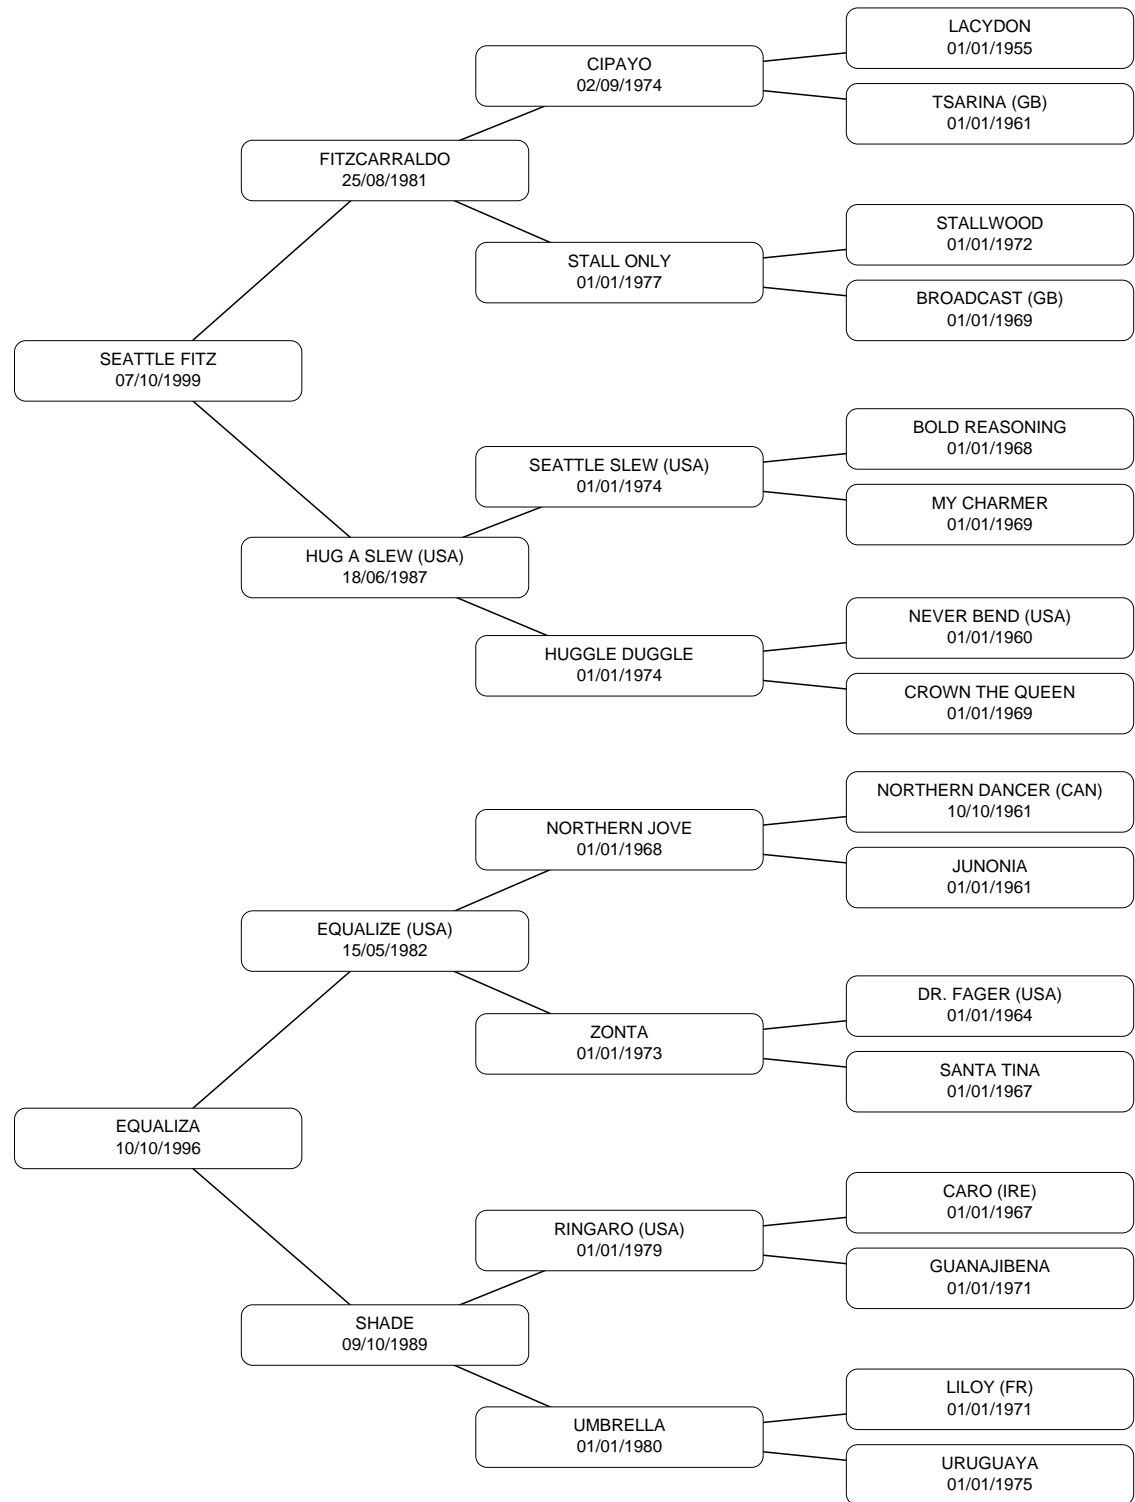 LACYDON
01/01/1955
CIPAYO
02/09/1974
TSARINA (GB)
01/01/1961
FITZCARRALDO
25/08/1981
STALLWOOD
01/01/1972
STALL ONLY
01/01/1977
BROADCAST (GB)
01/01/1969
SEATTLE FITZ
07/10/1999
BOLD REASONING
01/01/1968
SEATTLE SLEW (USA)
01/01/1974
MY CHARMER
01/01/1969
HUG A SLEW (USA)
18/06/1987
NEVER BEND (USA)
01/01/1960
HUGGLE DUGGLE
01/01/1974
CROWN THE QUEEN
01/01/1969
NORTHERN DANCER (CAN)
10/10/1961
NORTHERN JOVE
01/01/1968
JUNONIA
01/01/1961
EQUALIZE (USA)
15/05/1982
DR. FAGER (USA)
01/01/1964
ZONTA
01/01/1973
SANTA TINA
01/01/1967
EQUALIZA
10/10/1996
CARO (IRE)
01/01/1967
RINGARO (USA)
01/01/1979
GUANAJIBENA
01/01/1971
SHADE
09/10/1989
LILOY (FR)
01/01/1971
UMBRELLA
01/01/1980
URUGUAYA
01/01/1975